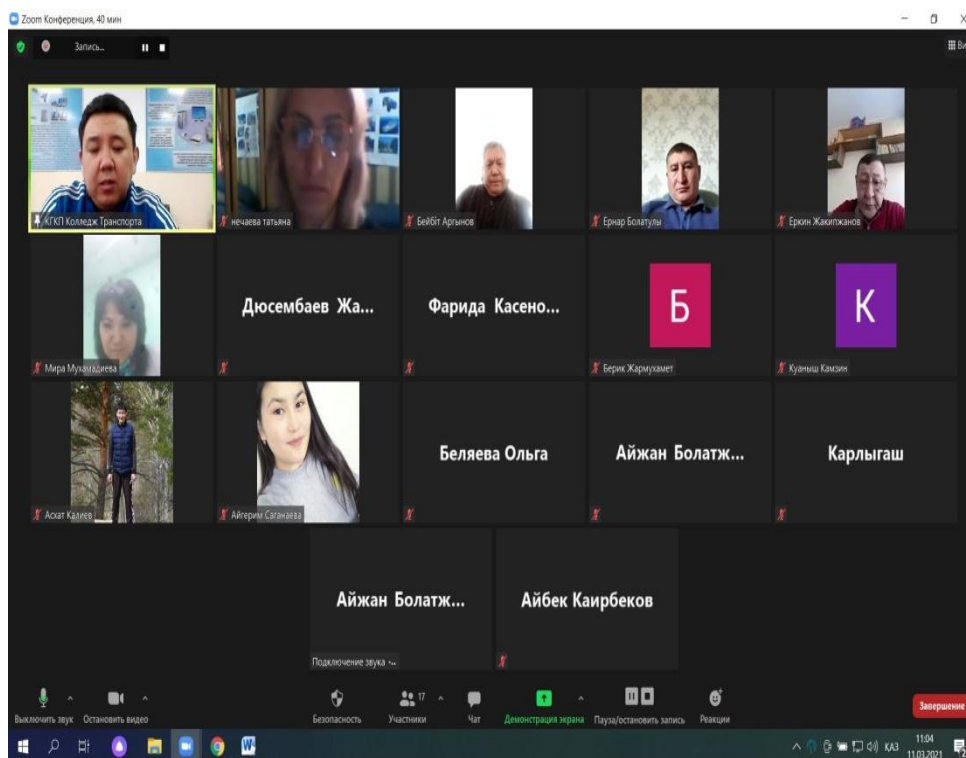 Zoom Конференция, 40 мин
Запись...
Ви
КГКП Колледж Транспорта
нечаева татьяна
Бейбіт Аргынов
Ернар Болатулы
Еркин Жакипжанов
Мира Мухамадиева
Дюсембаев Жа...
Фарида Касено...
Б
Берик Жармухамет
К
Куаныш Камзин
Асхат Калиев
Айгерим Саганаева
Беляева Ольга
Айжан Болатж...
Карлыгаш
Айжан Болатж...
Подключение звука
Айбек Каирбеков
Выключить звук
Остановить видео
Безопасность
17
Участники
Чат
Демонстрация экрана
Пауза/остановить запись
Реакции
Завершение
КАЗ
11:04
11.03.2021
2